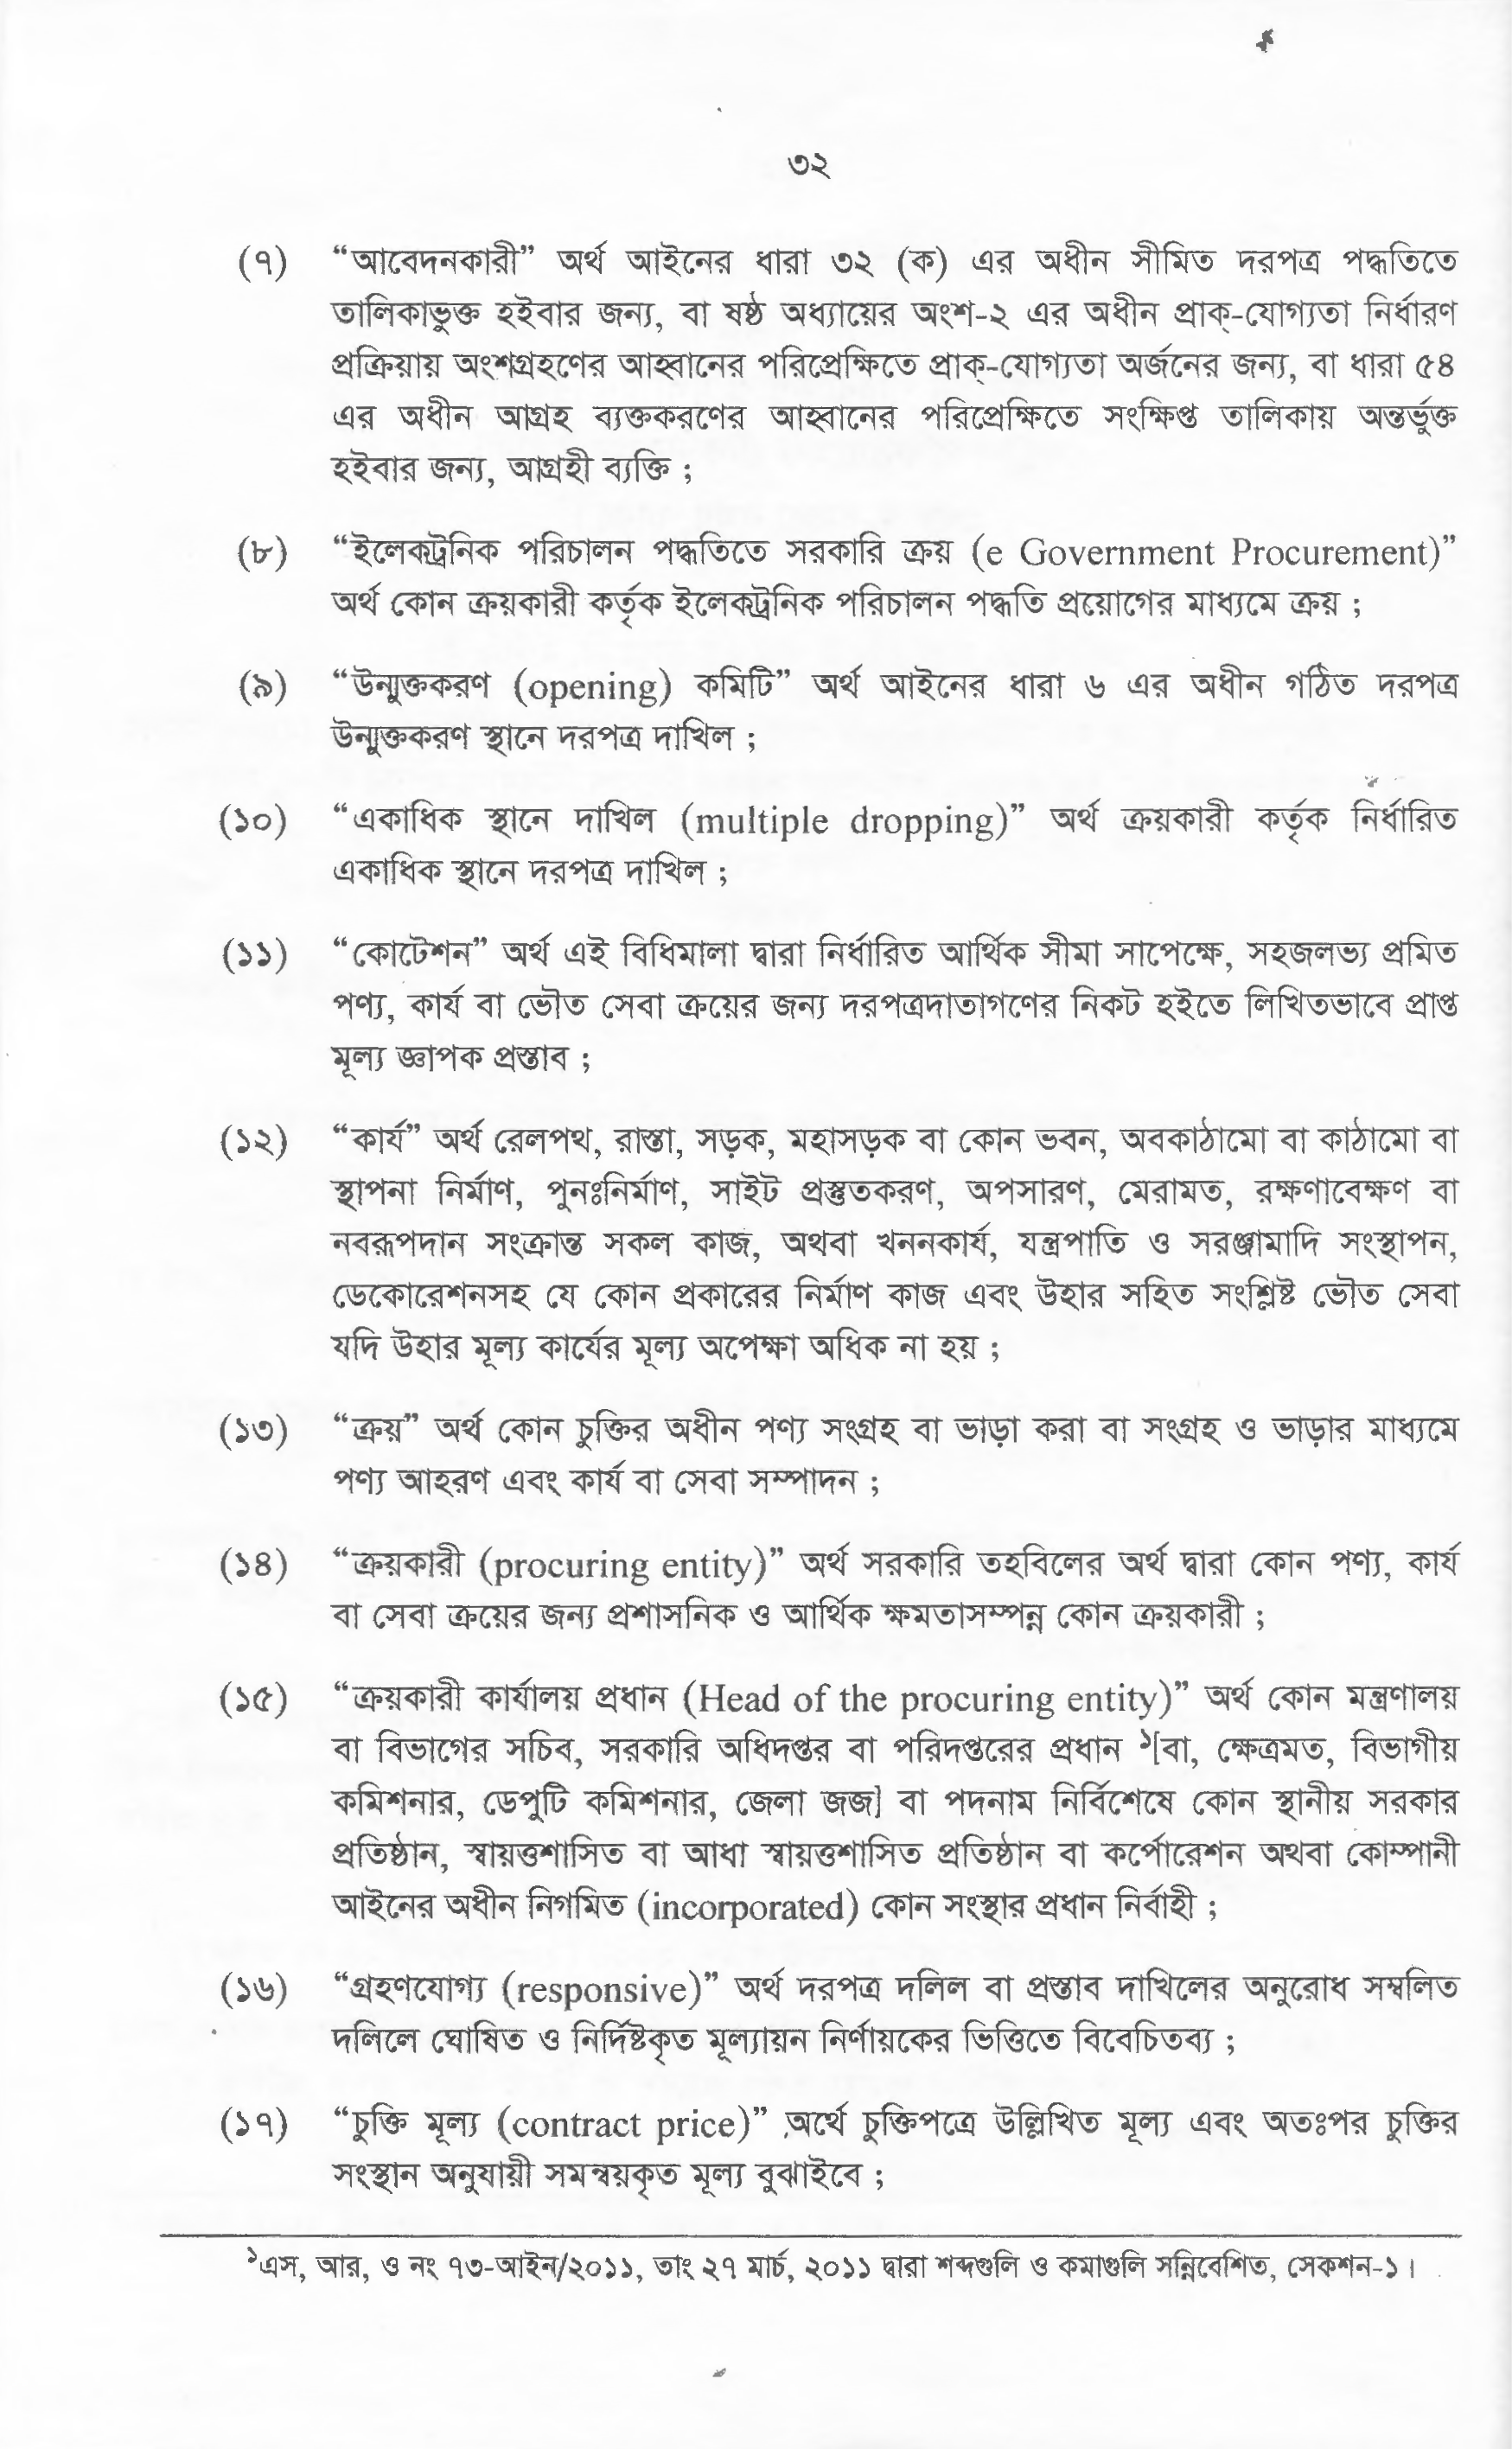 ৩২
(৭) “আবেদনকারী” অর্থ আইনের ধারা ৩২ (ক) এর অধীন সীমিত দরপত্র পদ্ধতিতে
তালিকাভুক্ত হইবার জন্য, বা ষষ্ঠ অধ্যায়ের অংশ-২ এর অধীন প্রাক্-যোগ্যতা নির্ধারণ
প্রক্রিয়ায় অংশগ্রহণের আহ্বানের পরিপ্রেক্ষিতে প্রাক্-যোগ্যতা অর্জনের জন্য, বা ধারা ৫৪
এর অধীন আগ্রহ ব্যক্তকরণের আহ্বানের পরিপ্রেক্ষিতে সংক্ষিপ্ত তালিকায় অন্তর্ভুক্ত
হইবার জন্য, আগ্রহী ব্যক্তি ;
(৮) “ইলেকট্রনিক পরিচালন পদ্ধতিতে সরকারি ক্রয় (e Government Procurement)”
অর্থ কোন ক্রয়কারী কর্তৃক ইলেকট্রনিক পরিচালন পদ্ধতি প্রয়োগের মাধ্যমে ক্রয় ;
(৯) “উন্মুক্তকরণ (opening) কমিটি” অর্থ আইনের ধারা ৬ এর অধীন গঠিত দরপত্র
উন্মুক্তকরণ স্থানে দরপত্র দাখিল ;
(১০) “একাধিক স্থানে দাখিল (multiple dropping)” অর্থ ক্রয়কারী কর্তৃক নির্ধারিত
একাধিক স্থানে দরপত্র দাখিল ;
(১১) “কোটেশন” অর্থ এই বিধিমালা দ্বারা নির্ধারিত আর্থিক সীমা সাপেক্ষে, সহজলভ্য প্রমিত
পণ্য, কার্য বা ভৌত সেবা ক্রয়ের জন্য দরপত্রদাতাগণের নিকট হইতে লিখিতভাবে প্রাপ্ত
মূল্য জ্ঞাপক প্রস্তাব ;
(১২) “কার্য” অর্থ রেলপথ, রাস্তা, সড়ক, মহাসড়ক বা কোন ভবন, অবকাঠামো বা কাঠামো বা
স্থাপনা নির্মাণ, পুনঃনির্মাণ, সাইট প্রস্তুতকরণ, অপসারণ, মেরামত, রক্ষণাবেক্ষণ বা
নবরূপদান সংক্রান্ত সকল কাজ, অথবা খননকার্য, যন্ত্রপাতি ও সরঞ্জামাদি সংস্থাপন,
ডেকোরেশনসহ যে কোন প্রকারের নির্মাণ কাজ এবং উহার সহিত সংশ্লিষ্ট ভৌত সেবা
যদি উহার মূল্য কার্যের মূল্য অপেক্ষা অধিক না হয় ;
(১৩) “ক্রয়” অর্থ কোন চুক্তির অধীন পণ্য সংগ্রহ বা ভাড়া করা বা সংগ্রহ ও ভাড়ার মাধ্যমে
পণ্য আহরণ এবং কার্য বা সেবা সম্পাদন ;
(১৪) “ক্রয়কারী (procuring entity)” অর্থ সরকারি তহবিলের অর্থ দ্বারা কোন পণ্য, কার্য
বা সেবা ক্রয়ের জন্য প্রশাসনিক ও আর্থিক ক্ষমতাসম্পন্ন কোন ক্রয়কারী ;
(১৫) “ক্রয়কারী কার্যালয় প্রধান (Head of the procuring entity)” অর্থ কোন মন্ত্রণালয়
বা বিভাগের সচিব, সরকারি অধিদপ্তর বা পরিদপ্তরের প্রধান ১[বা, ক্ষেত্রমত, বিভাগীয়
কমিশনার, ডেপুটি কমিশনার, জেলা জজ] বা পদনাম নির্বিশেষে কোন স্থানীয় সরকার
প্রতিষ্ঠান, স্বায়ত্তশাসিত বা আধা স্বায়ত্তশাসিত প্রতিষ্ঠান বা কর্পোরেশন অথবা কোম্পানী
আইনের অধীন নিগমিত (incorporated) কোন সংস্থার প্রধান নির্বাহী ;
(১৬) “গ্রহণযোগ্য (responsive)” অর্থ দরপত্র দলিল বা প্রস্তাব দাখিলের অনুরোধ সম্বলিত
দলিলে ঘোষিত ও নির্দিষ্টকৃত মূল্যায়ন নির্ণায়কের ভিত্তিতে বিবেচিতব্য ;
(১৭) “চুক্তি মূল্য (contract price)” অর্থে চুক্তিপত্রে উল্লিখিত মূল্য এবং অতঃপর চুক্তির
সংস্থান অনুযায়ী সমন্বয়কৃত মূল্য বুঝাইবে ;
১এস, আর, ও নং ৭৩-আইন/২০১১, তাং ২৭ মার্চ, ২০১১ দ্বারা শব্দগুলি ও কমাগুলি সন্নিবেশিত, সেকশন-১।